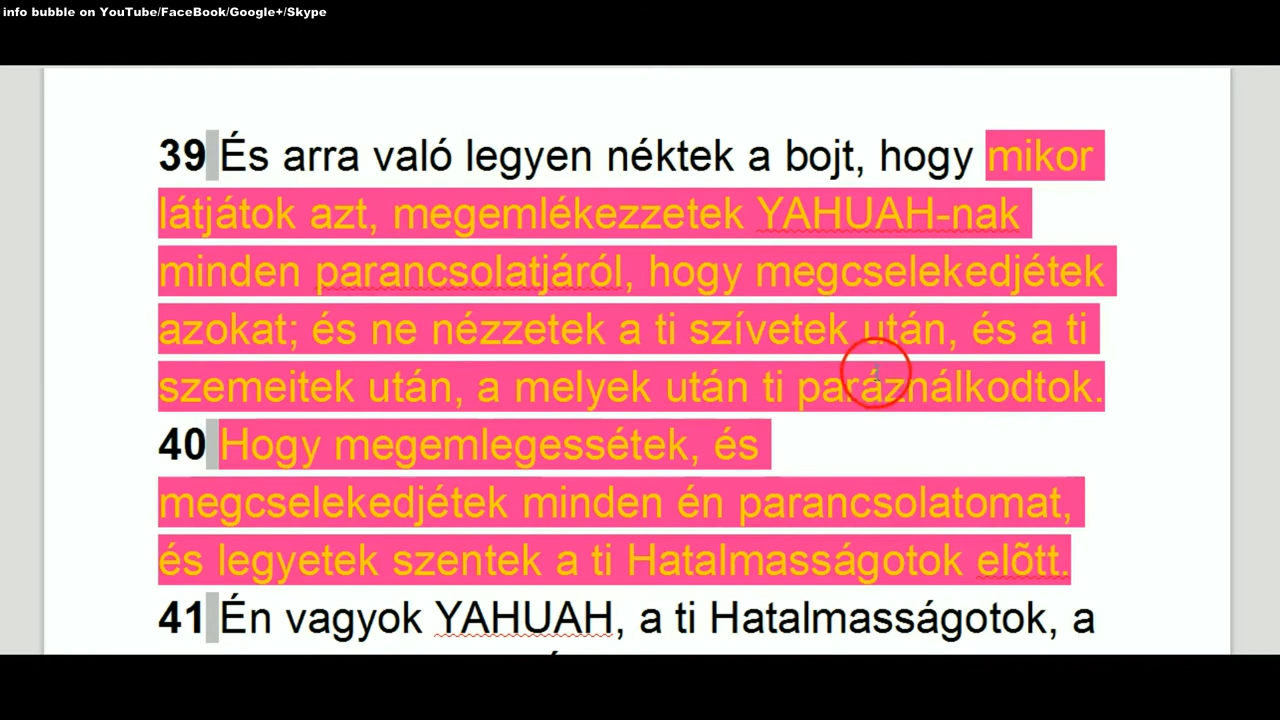 info bubble on YouTube/FaceBook/Google+/Skype
39 És arra való legyen néktek a bojt, hogy mikor
látjátok azt, megemlékezzetek YAHUAH-nak
minden parancsolatjáról, hogy megcselekedjétek
azokat; és ne nézzetek a ti szívetek után, és a ti
szemeitek után, a melyek után ti paráználkodtok.
40 Hogy megemlegessétek, és
megcselekedjétek minden én parancsolatomat,
és legyetek szentek a ti Hatalmasságotok elõtt.
41 Én vagyok YAHUAH, a ti Hatalmasságotok, a